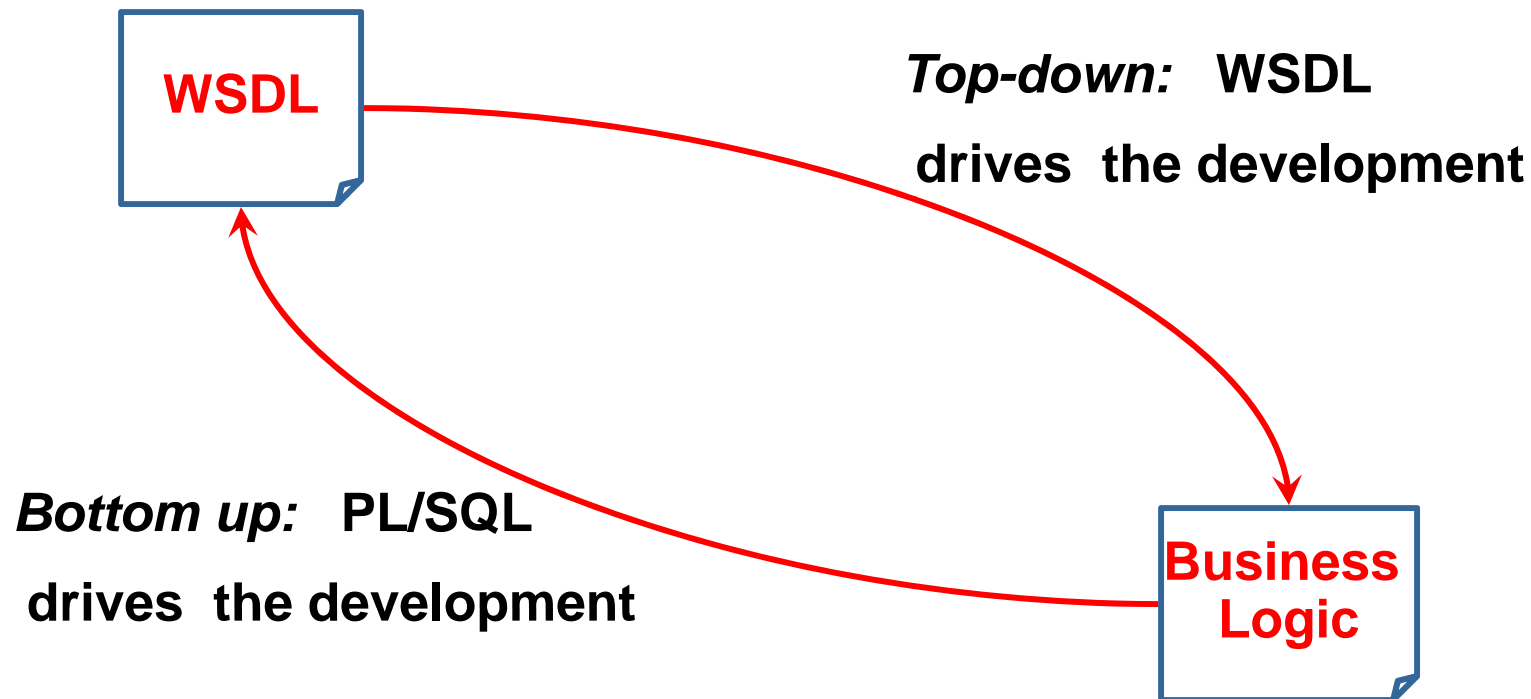 WSDL
Top-down: WSDL
drives the development
Bottom up: PL/SQL
drives the development
Business
Logic